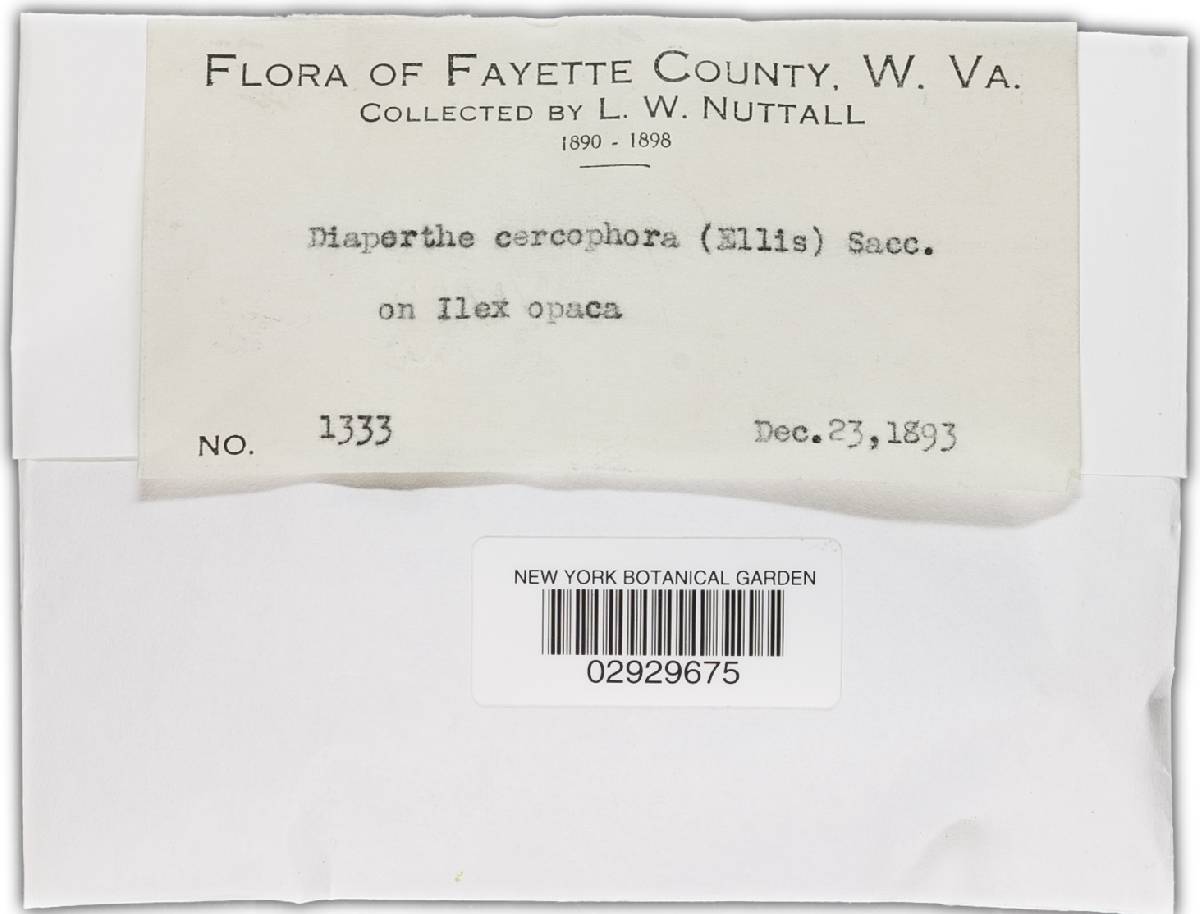 FLORA OF FAYETTE COUNTY, W. VA.
COLLECTED BY L. W. NUTTALL
1890 - 1898
Diaporthe cercophora (Ellis) Sacc.
on Ilex opaca
NO. 1333 Dec.23,1893
NEW YORK BOTANICAL GARDEN
02929675